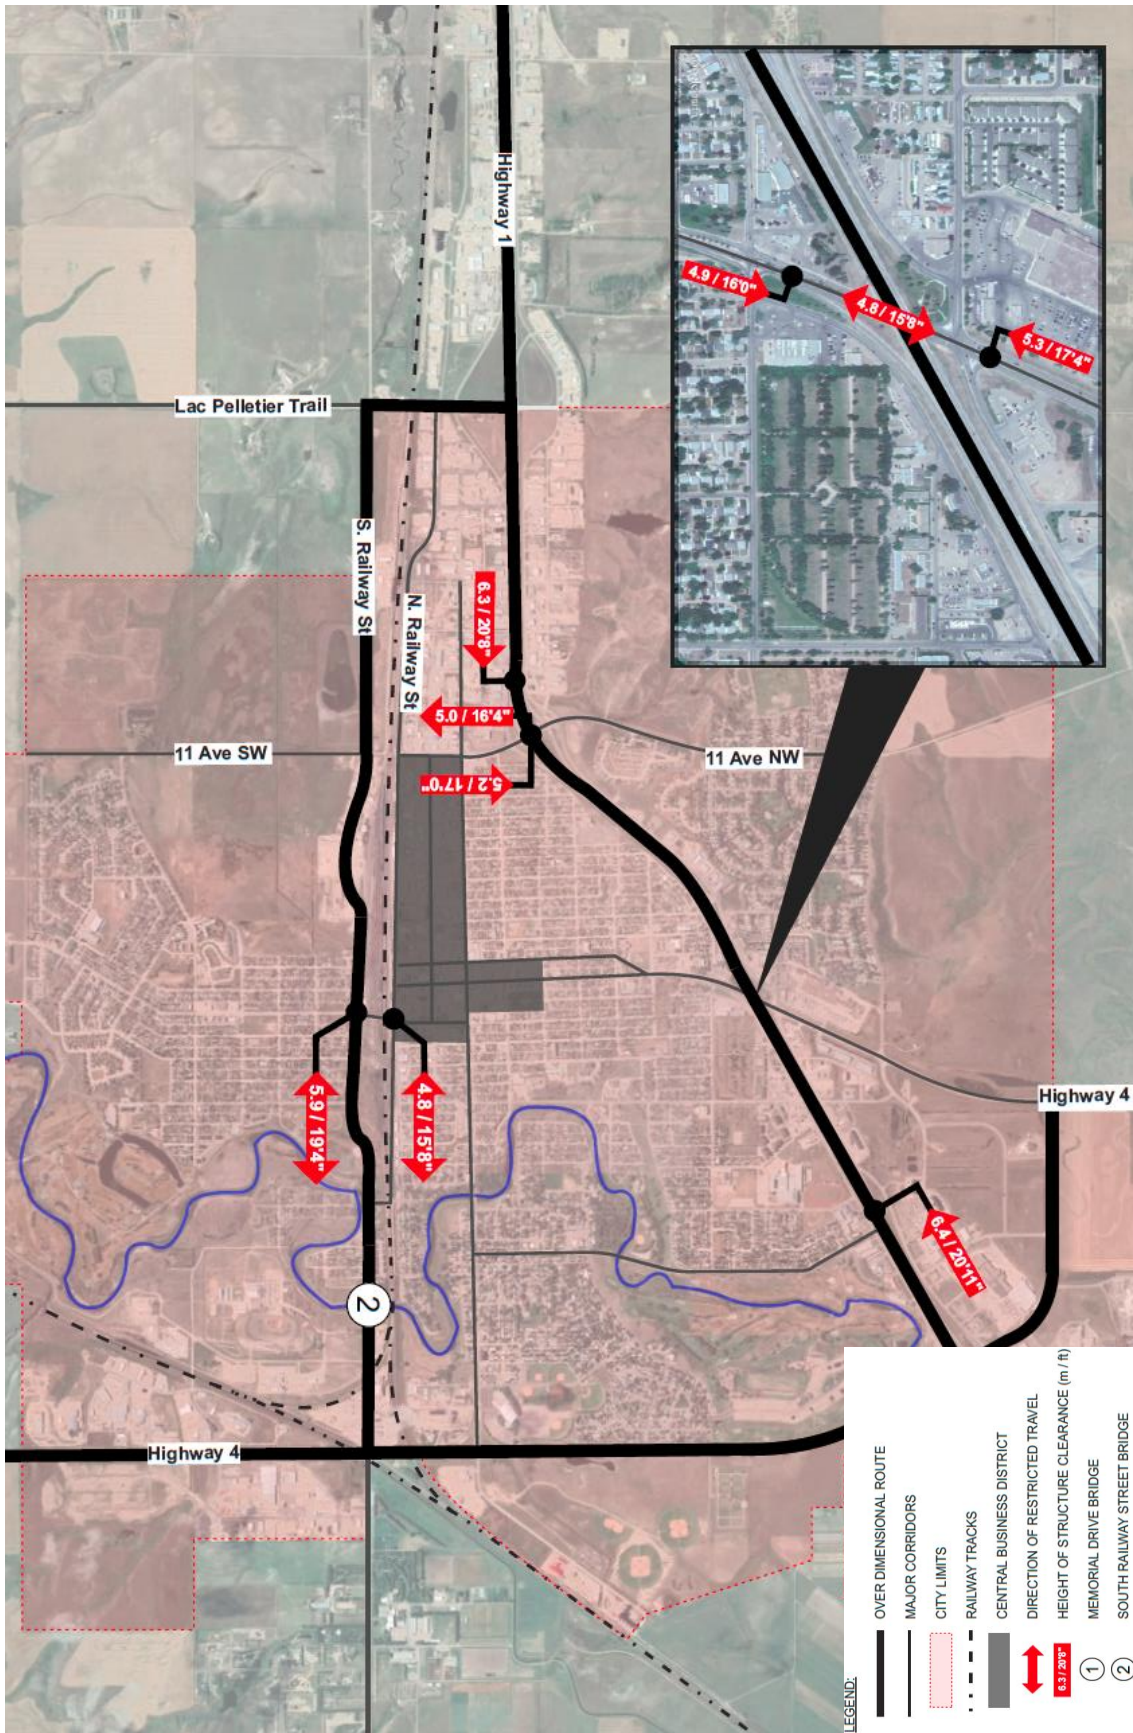 Highway 1
Lac Pelletier Trail
S. Railway St
N. Railway St
6.3 / 20'8"
5.0 / 16'4"
5.2 / 17'0"
11 Ave SW
11 Ave NW
4.9 / 16'0"
4.8 / 15'8"
5.3 / 17'4"
5.9 / 19'4"
4.8 / 15'8"
Highway 4
6.4 / 20'11"
2
Highway 4
LEGEND:
OVER DIMENSIONAL ROUTE
MAJOR CORRIDORS
CITY LIMITS
RAILWAY TRACKS
CENTRAL BUSINESS DISTRICT
DIRECTION OF RESTRICTED TRAVEL
6.3 / 20'8" HEIGHT OF STRUCTURE CLEARANCE (m / ft)
1 MEMORIAL DRIVE BRIDGE
2 SOUTH RAILWAY STREET BRIDGE